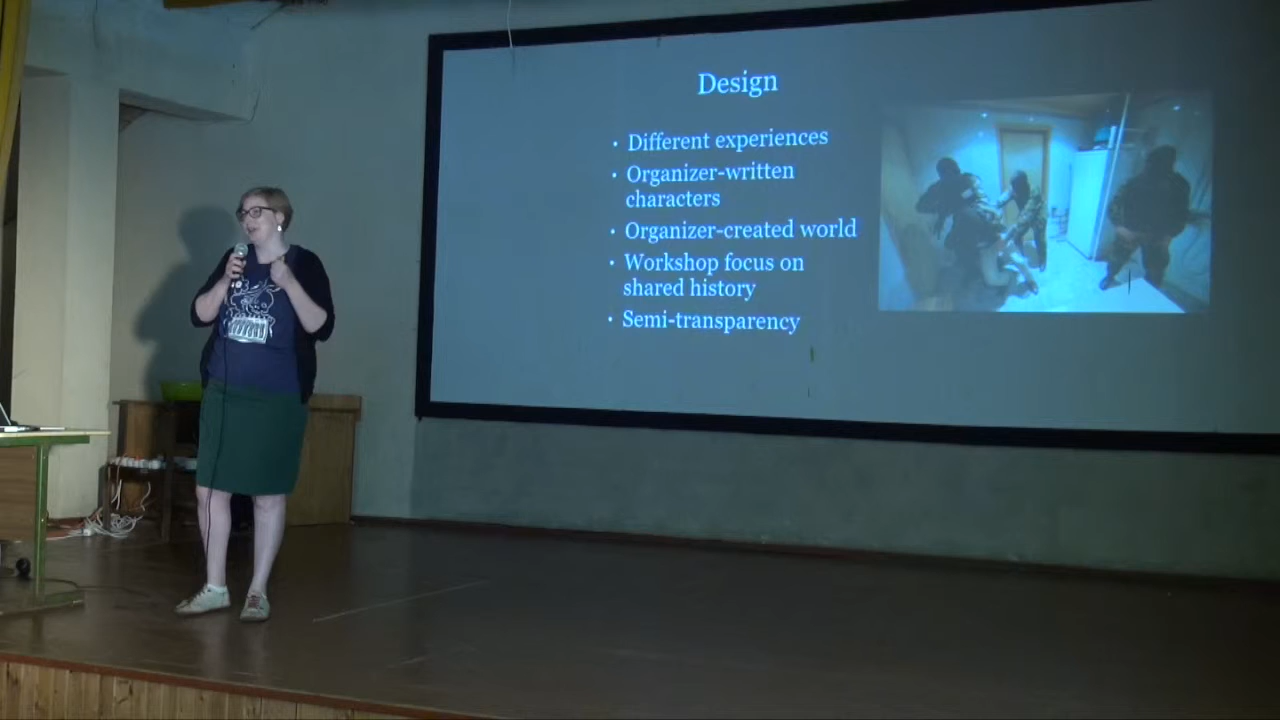 Design
• Different experiences
• Organizer-written
characters
• Organizer-created world
• Workshop focus on
shared history
• Semi-transparency